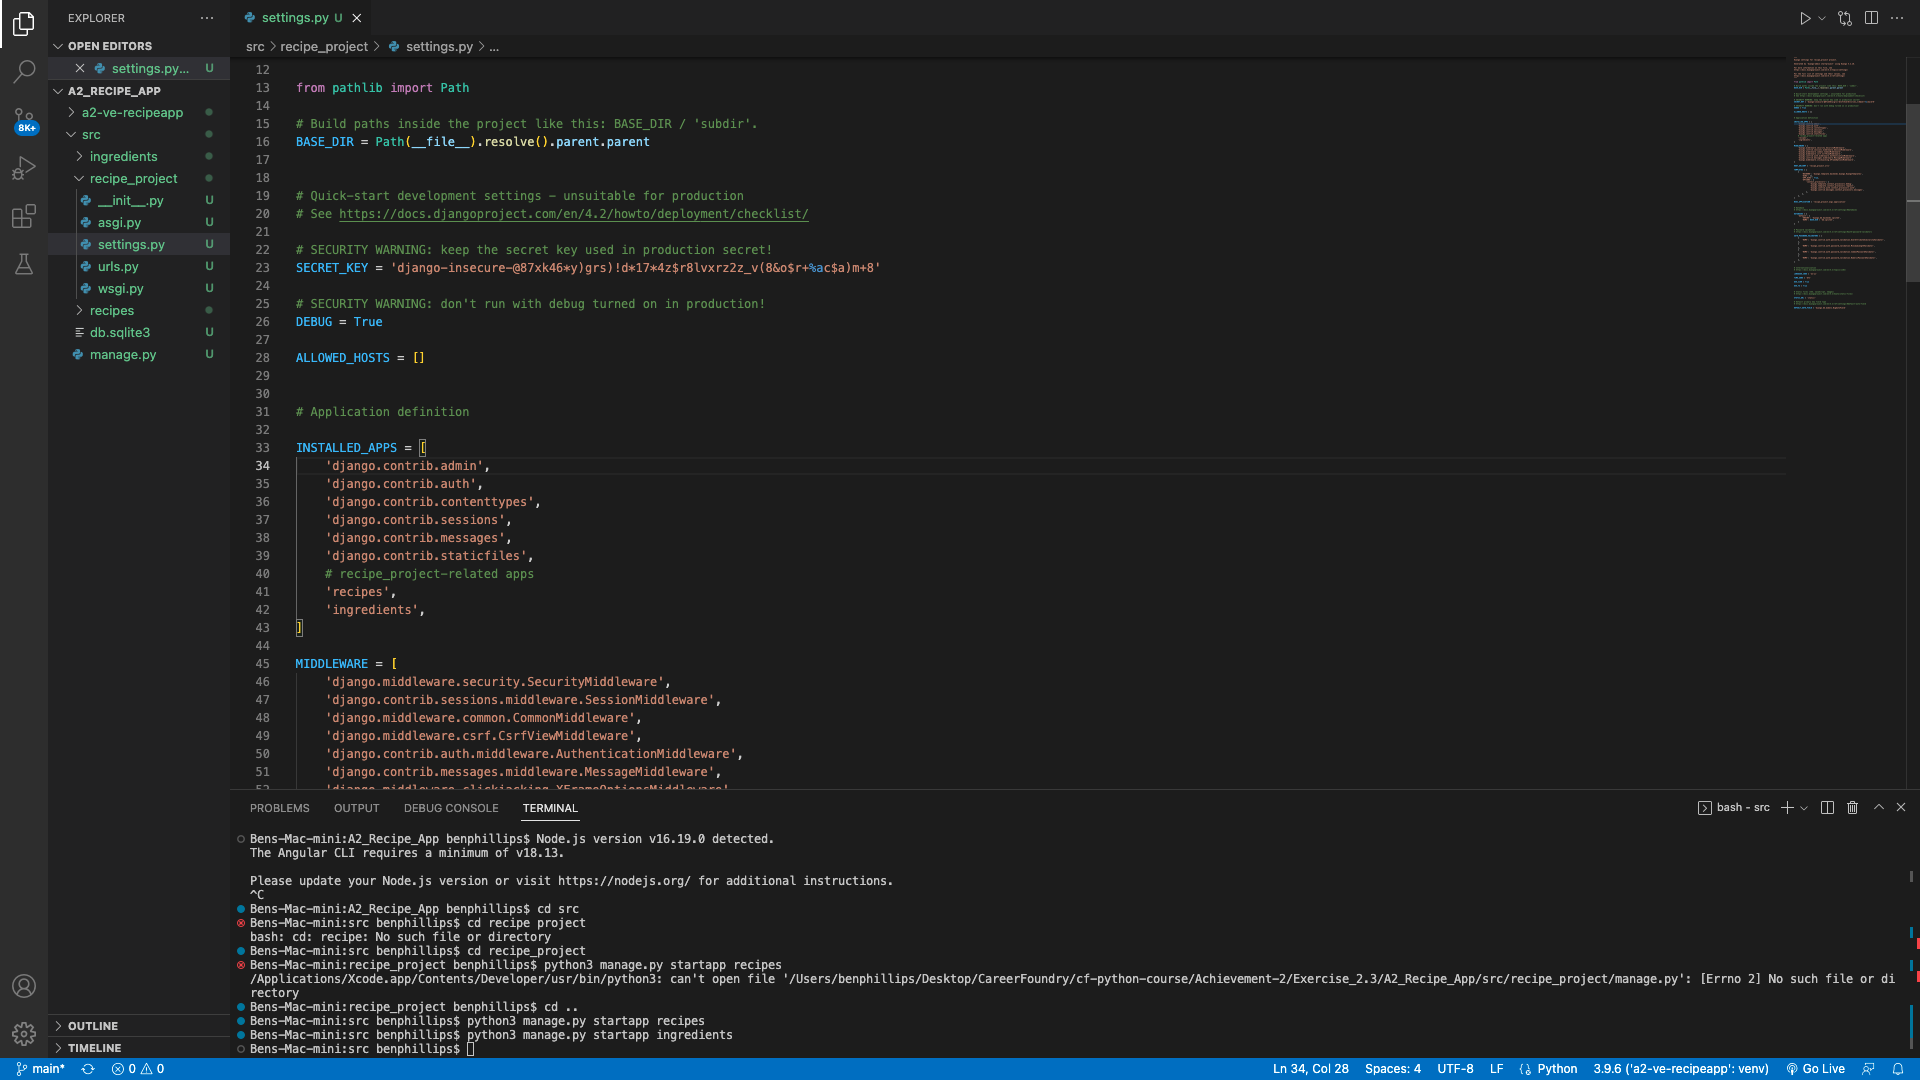 EXPLORER
OPEN EDITORS
settings.py... U
A2_RECIPE_APP
a2-ve-recipeapp
src
ingredients
recipe_project
__init__.py U
asgi.py U
settings.py U
urls.py U
wsgi.py U
recipes
db.sqlite3 U
manage.py U
OUTLINE
TIMELINE
8K+
settings.py U
src > recipe_project > settings.py > ...
12
13 from pathlib import Path
14
15 # Build paths inside the project like this: BASE_DIR / 'subdir'.
16 BASE_DIR = Path(__file__).resolve().parent.parent
17
18
19 # Quick-start development settings - unsuitable for production
20 # See https://docs.djangoproject.com/en/4.2/howto/deployment/checklist/
21
22 # SECURITY WARNING: keep the secret key used in production secret!
23 SECRET_KEY = 'django-insecure-@87xk46*y)grs)!d*17*4z$r8lvxrz2z_v(8&o$r+%ac$a)m+8'
24
25 # SECURITY WARNING: don't run with debug turned on in production!
26 DEBUG = True
27
28 ALLOWED_HOSTS = []
29
30
31 # Application definition
32
33 INSTALLED_APPS = [
34 'django.contrib.admin',
35 'django.contrib.auth',
36 'django.contrib.contenttypes',
37 'django.contrib.sessions',
38 'django.contrib.messages',
39 'django.contrib.staticfiles',
40 # recipe_project-related apps
41 'recipes',
42 'ingredients',
43 ]
44
45 MIDDLEWARE = [
46 'django.middleware.security.SecurityMiddleware',
47 'django.contrib.sessions.middleware.SessionMiddleware',
48 'django.middleware.common.CommonMiddleware',
49 'django.middleware.csrf.CsrfViewMiddleware',
50 'django.contrib.auth.middleware.AuthenticationMiddleware',
51 'django.contrib.messages.middleware.MessageMiddleware',
52 'django.middleware.clickjacking.XFrameOptionsMiddleware',
PROBLEMS OUTPUT DEBUG CONSOLE TERMINAL bash - src
Bens-Mac-mini:A2_Recipe_App benphillips$ Node.js version v16.19.0 detected.
The Angular CLI requires a minimum of v18.13.
Please update your Node.js version or visit https://nodejs.org/ for additional instructions.
^C
Bens-Mac-mini:A2_Recipe_App benphillips$ cd src
Bens-Mac-mini:src benphillips$ cd recipe project
bash: cd: recipe: No such file or directory
Bens-Mac-mini:src benphillips$ cd recipe_project
Bens-Mac-mini:recipe_project benphillips$ python3 manage.py startapp recipes
/Applications/Xcode.app/Contents/Developer/usr/bin/python3: can't open file '/Users/benphillips/Desktop/CareerFoundry/cf-python-course/Achievement-2/Exercise_2.3/A2_Recipe_App/src/recipe_project/manage.py': [Errno 2] No such file or di
rectory
Bens-Mac-mini:recipe_project benphillips$ cd ..
Bens-Mac-mini:src benphillips$ python3 manage.py startapp recipes
Bens-Mac-mini:src benphillips$ python3 manage.py startapp ingredients
Bens-Mac-mini:src benphillips$
main* 0 0 Ln 34, Col 28 Spaces: 4 UTF-8 LF Python 3.9.6 ('a2-ve-recipeapp': venv) Go Live